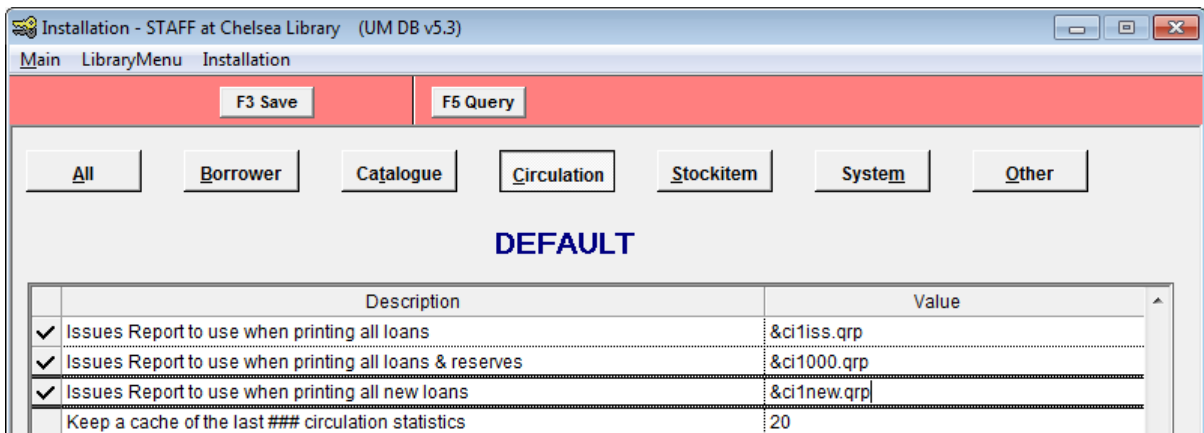 Installation - STAFF at Chelsea Library (UM DB v5.3)
Main LibraryMenu Installation
F3 Save F5 Query
All Borrower Catalogue Circulation Stockitem System Other
DEFAULT
Description Value
Issues Report to use when printing all loans &ci1iss.qrp
Issues Report to use when printing all loans & reserves &ci1000.qrp
Issues Report to use when printing all new loans &ci1new.qrp
Keep a cache of the last ### circulation statistics 20